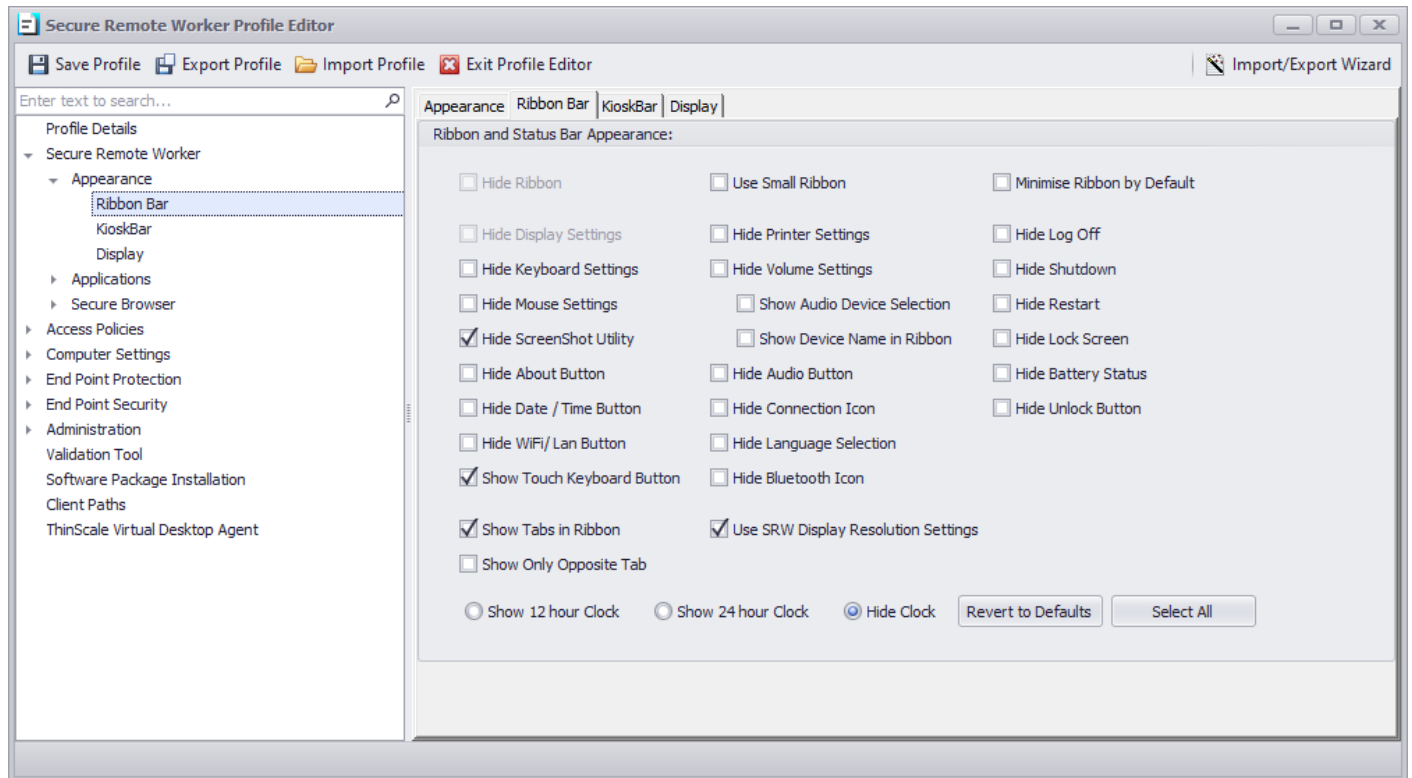 Secure Remote Worker Profile Editor
Save Profile Export Profile Import Profile Exit Profile Editor Import/Export Wizard
Enter text to search...
Profile Details
Secure Remote Worker
Appearance
Ribbon Bar
KioskBar
Display
Applications
Secure Browser
Access Policies
Computer Settings
End Point Protection
End Point Security
Administration
Validation Tool
Software Package Installation
Client Paths
ThinScale Virtual Desktop Agent
Appearance Ribbon Bar KioskBar Display
Ribbon and Status Bar Appearance:
Hide Ribbon Use Small Ribbon Minimise Ribbon by Default
Hide Display Settings Hide Printer Settings Hide Log Off
Hide Keyboard Settings Hide Volume Settings Hide Shutdown
Hide Mouse Settings Show Audio Device Selection Hide Restart
Hide ScreenShot Utility Show Device Name in Ribbon Hide Lock Screen
Hide About Button Hide Audio Button Hide Battery Status
Hide Date / Time Button Hide Connection Icon Hide Unlock Button
Hide WiFi/ Lan Button Hide Language Selection
Show Touch Keyboard Button Hide Bluetooth Icon
Show Tabs in Ribbon Use SRW Display Resolution Settings
Show Only Opposite Tab
Show 12 hour Clock Show 24 hour Clock Hide Clock Revert to Defaults Select All